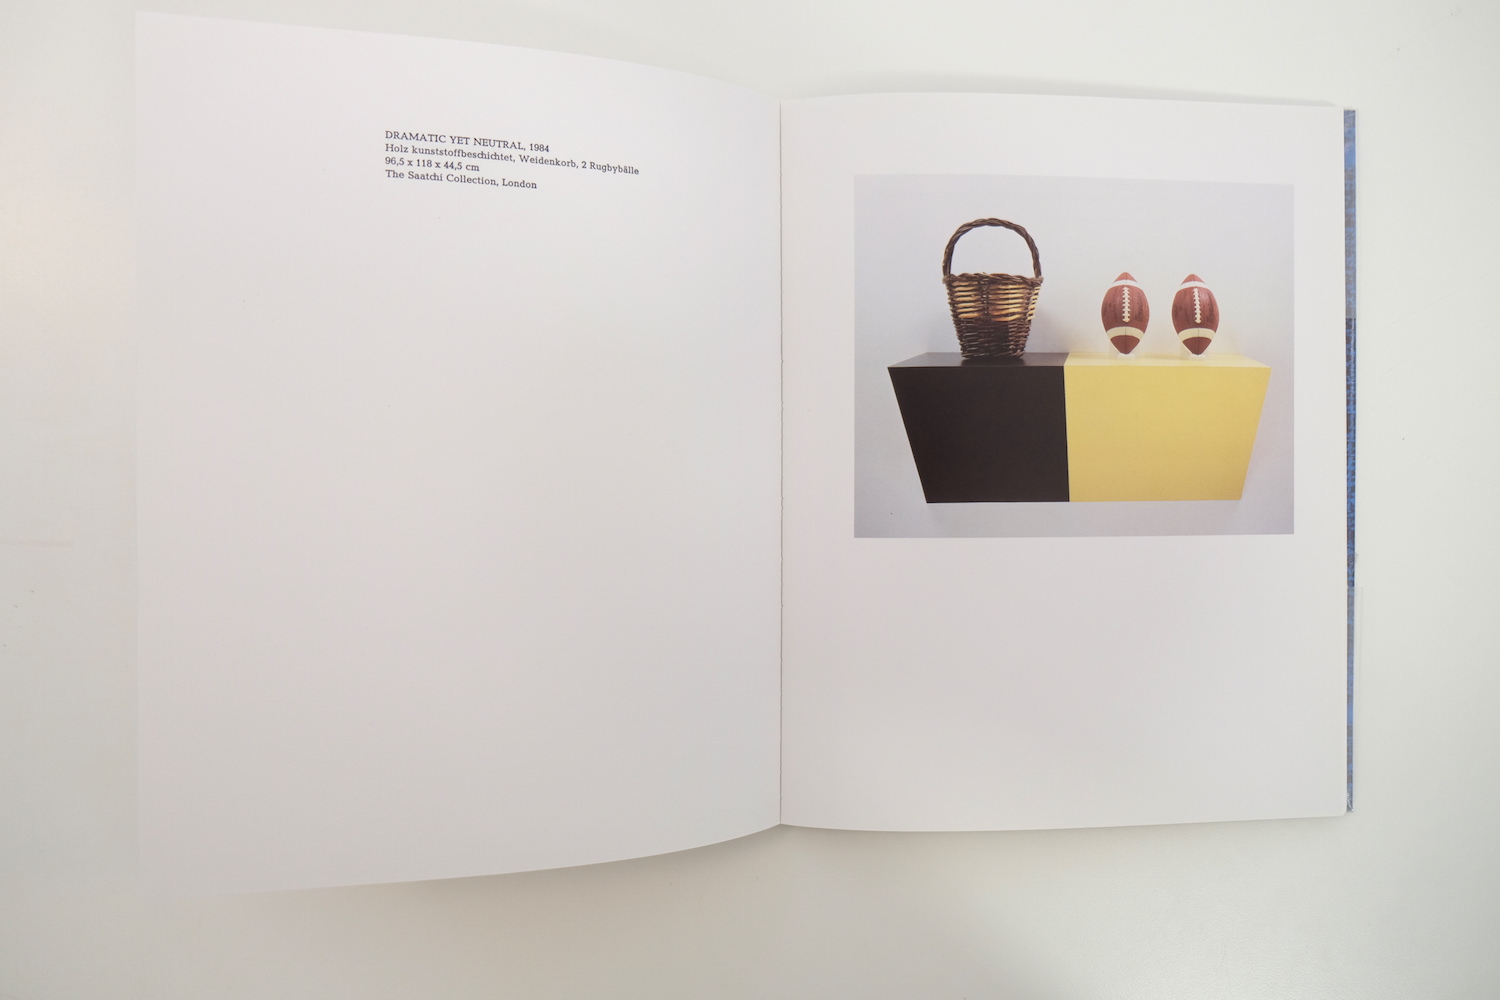 DRAMATIC YET NEUTRAL, 1984
Holz kunststoffbeschichtet, Weidenkorb, 2 Rugbybälle
96,5 x 118 x 44,5 cm
The Saatchi Collection, London